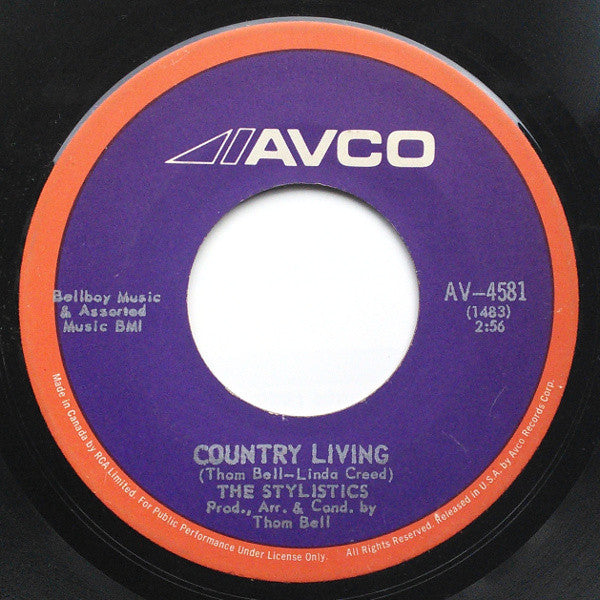 AVCO
Bellboy Music
& Assorted
Music BMI
AV-4581
(1483)
2:56
COUNTRY LIVING
(Thom Bell-Linda Creed)
THE STYLISTICS
Prod., Arr. & Cond. by
Thom Bell
Made in Canada by RCA Limited. For Public Performance Under License Only. All Rights Reserved. Released in U.S.A. by Avco Records Corp.